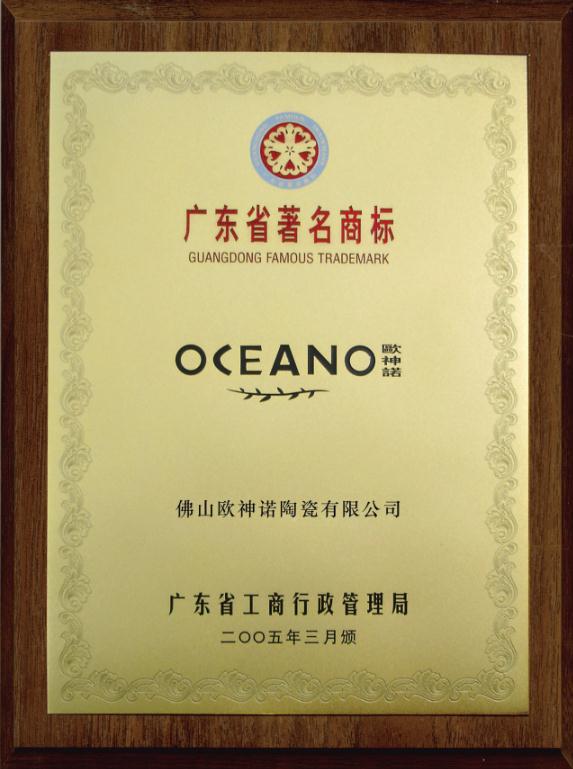 广东省著名商标
GUANGDONG FAMOUS TRADEMARK
OCEANO 歐神諾
佛山欧神诺陶瓷有限公司
广东省工商行政管理局
二〇〇五年三月颁